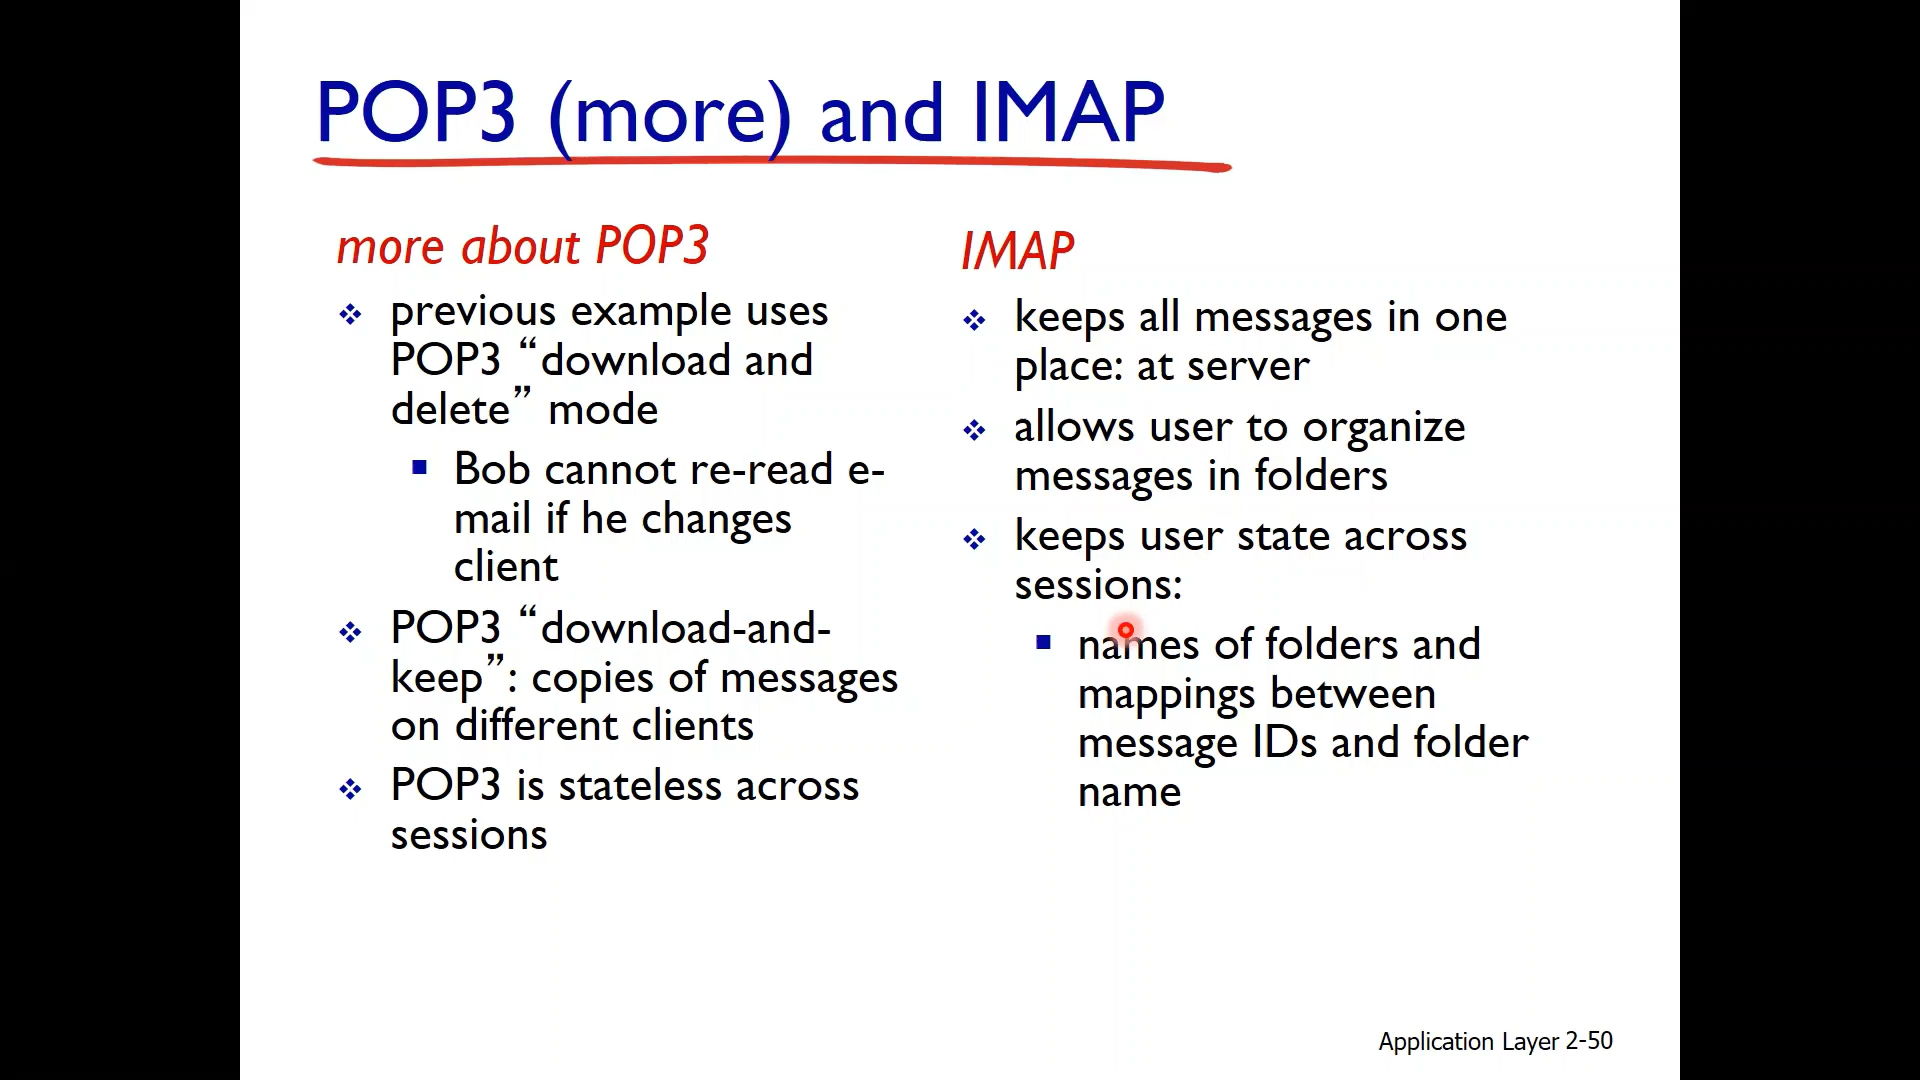 POP3 (more) and IMAP
more about POP3
previous example uses
POP3 “download and
delete” mode
Bob cannot re-read e-
mail if he changes
client
POP3 “download-and-
keep”: copies of messages
on different clients
POP3 is stateless across
sessions
IMAP
keeps all messages in one
place: at server
allows user to organize
messages in folders
keeps user state across
sessions:
names of folders and
mappings between
message IDs and folder
name
Application Layer 2-50